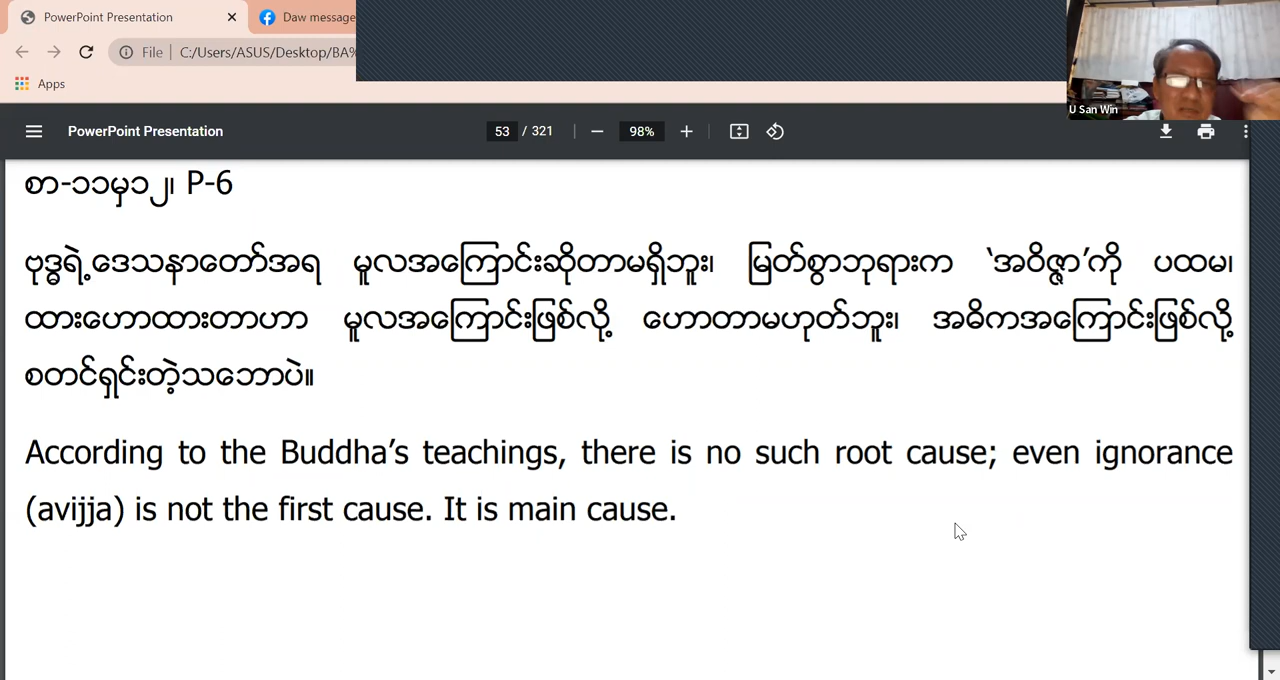 PowerPoint Presentation
Daw message
File
C:/Users/ASUS/Desktop/BA%
Apps
U San Win
PowerPoint Presentation
53 / 321
98%
စာ-၁၁မှ၁၂၊ P-6
ဗုဒ္ဓရဲ့ဒေသနာတော်အရ မူလအကြောင်းဆိုတာမရှိဘူး၊ မြတ်စွာဘုရားက ‘အဝိဇ္ဇာ’ကို ပထမ၊
ထားဟောထားတာဟာ မူလအကြောင်းဖြစ်လို့ ဟောတာမဟုတ်ဘူး၊ အဓိကအကြောင်းဖြစ်လို့
စတင်ရှင်းတဲ့သဘောပဲ။
According to the Buddha’s teachings, there is no such root cause; even ignorance
(avijja) is not the first cause. It is main cause.